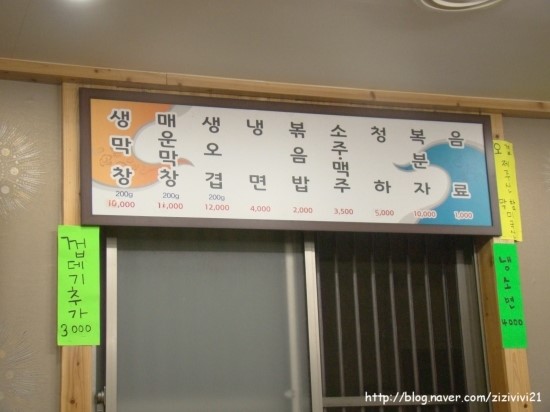 생막창 200g 10,000
매운막창 200g 11,000
생오겹 200g 12,000
냉면 4,000
볶음밥 2,000
소주·맥주 3,500
청하 5,000
복분자 10,000
음료 1,000
껍데기추가 3000
냉소면 4000
http://blog.naver.com/zizivivi21